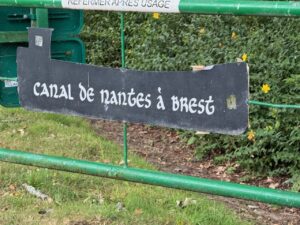 REFERMER APRES USAGE
CANAL DE NANTES À BREST